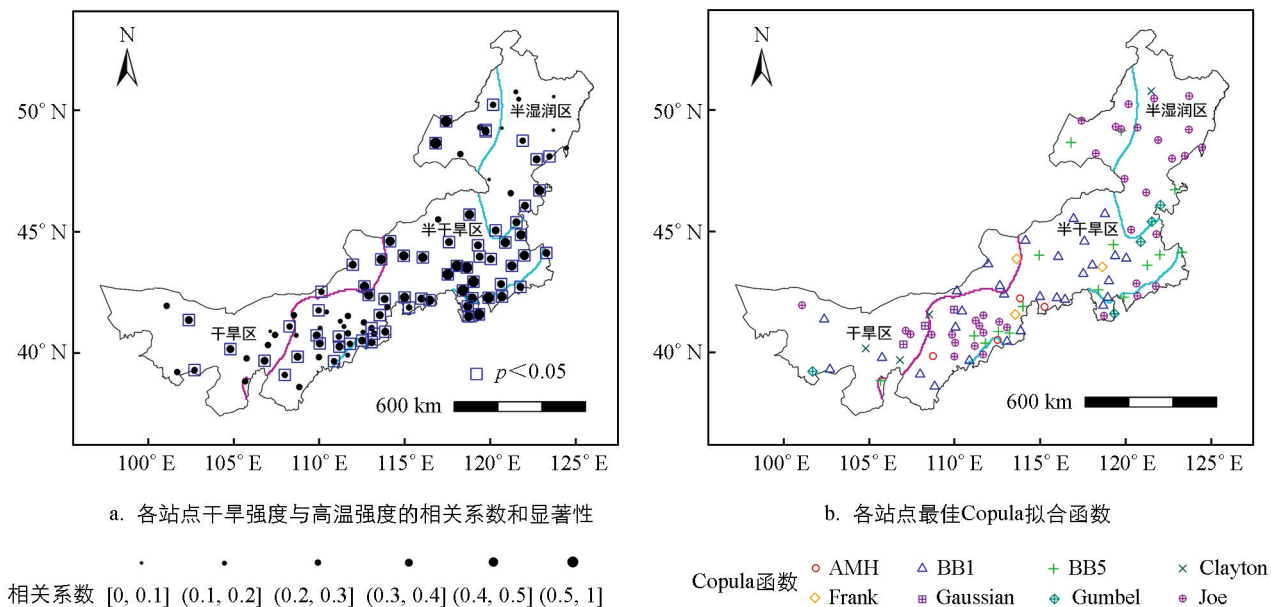 N
N
50° N
45° N
40° N
半湿润区
半干旱区
干旱区
p＜0.05
600 km
100° E 105° E 110° E 115° E 120° E 125° E
半湿润区
半干旱区
干旱区
600 km
100° E 105° E 110° E 115° E 120° E 125° E
a. 各站点干旱强度与高温强度的相关系数和显著性
b. 各站点最佳Copula拟合函数
相关系数 [0, 0.1] (0.1, 0.2] (0.2, 0.3] (0.3, 0.4] (0.4, 0.5] (0.5, 1]
Copula函数
AMH BB1 BB5 Clayton
Frank Gaussian Gumbel Joe